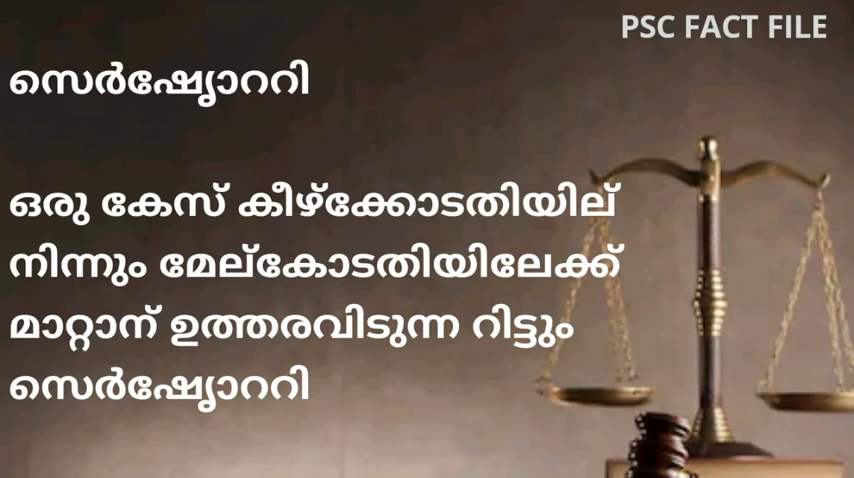 PSC FACT FILE
സെർഷ്യോററി
ഒരു കേസ് കീഴ്ക്കോടതിയില്
നിന്നും മേല്കോടതിയിലേക്ക്
മാറ്റാന് ഉത്തരവിടുന്ന റിട്ടും
സെർഷ്യോററി